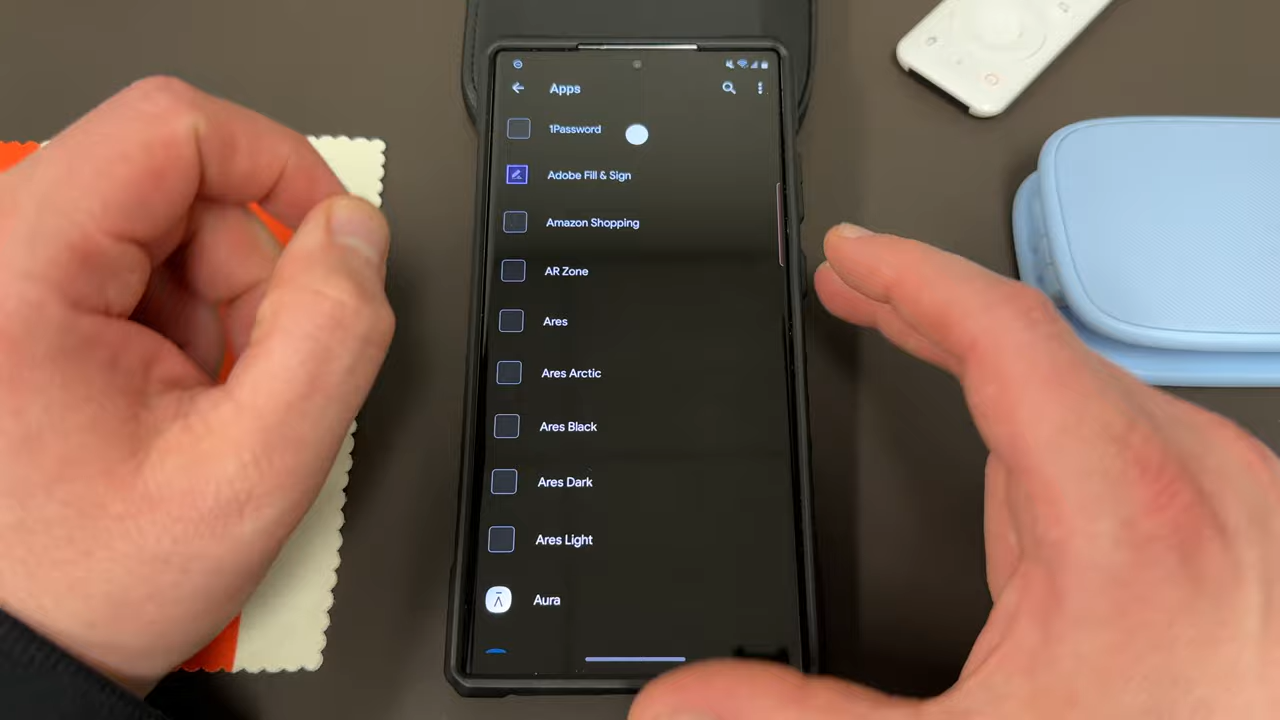 Apps
1Password
Adobe Fill & Sign
Amazon Shopping
AR Zone
Ares
Ares Arctic
Ares Black
Ares Dark
Ares Light
Aura